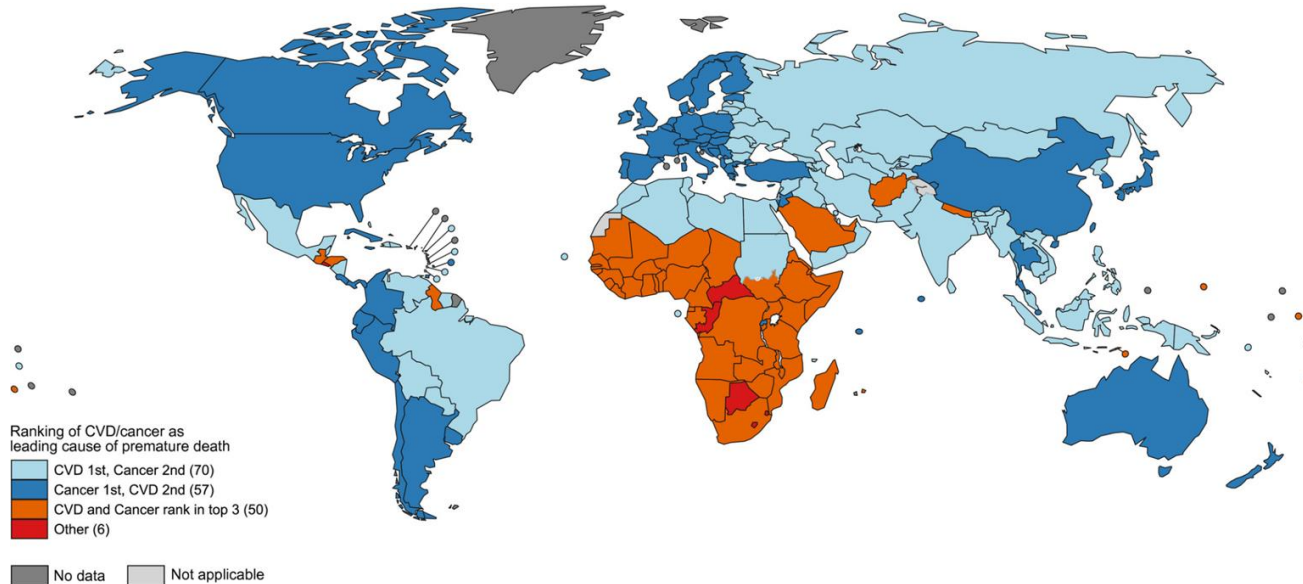 Ranking of CVD/cancer as
leading cause of premature death
CVD 1st, Cancer 2nd (70)
Cancer 1st, CVD 2nd (57)
CVD and Cancer rank in top 3 (50)
Other (6)
No data
Not applicable